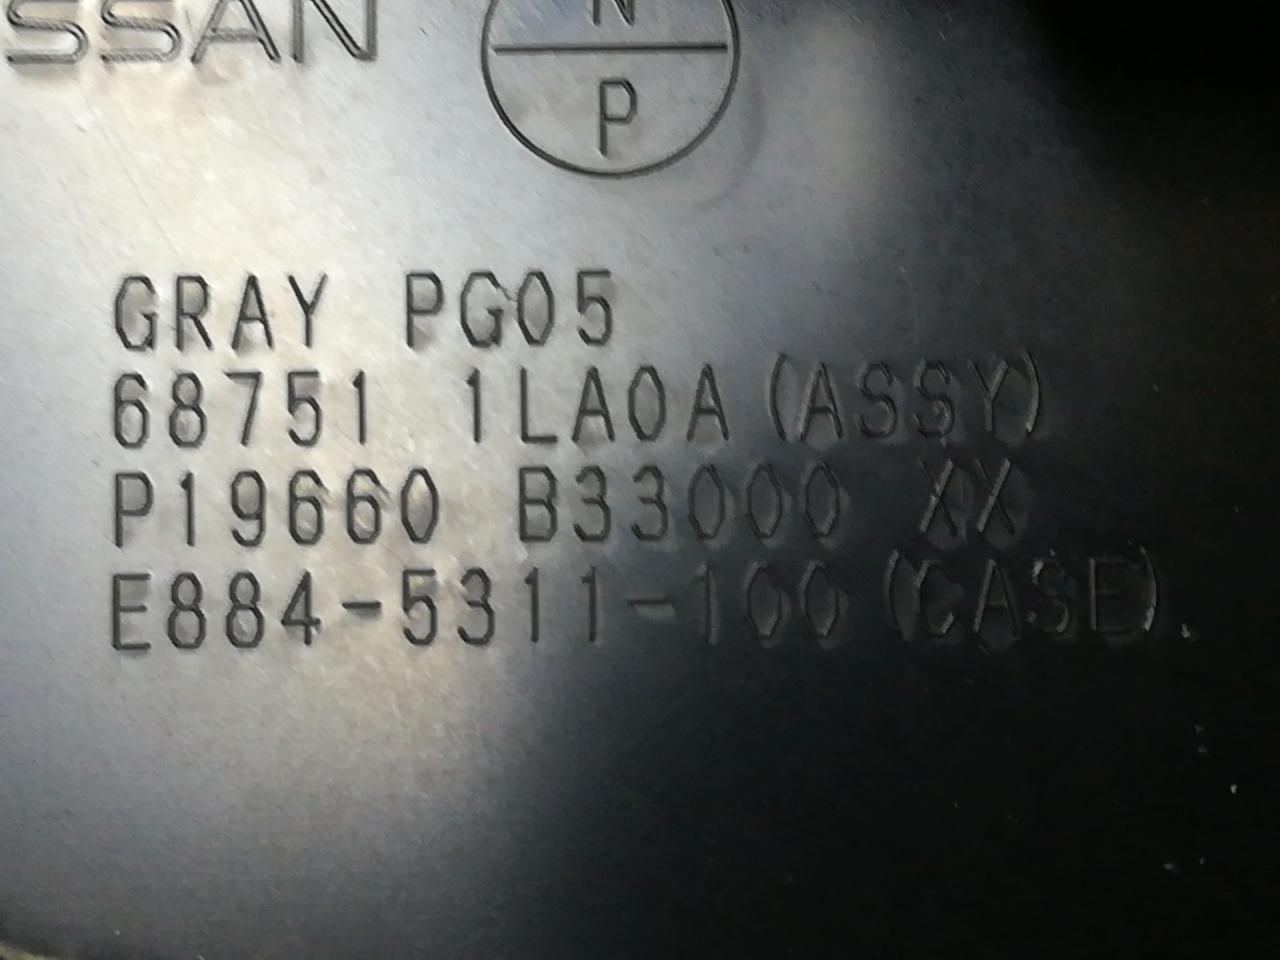 SSAN
N
P
GRAY PG05
68751 1LA0A (ASSY)
P19660 B33000 XX
E884-5311-100 (CASE)